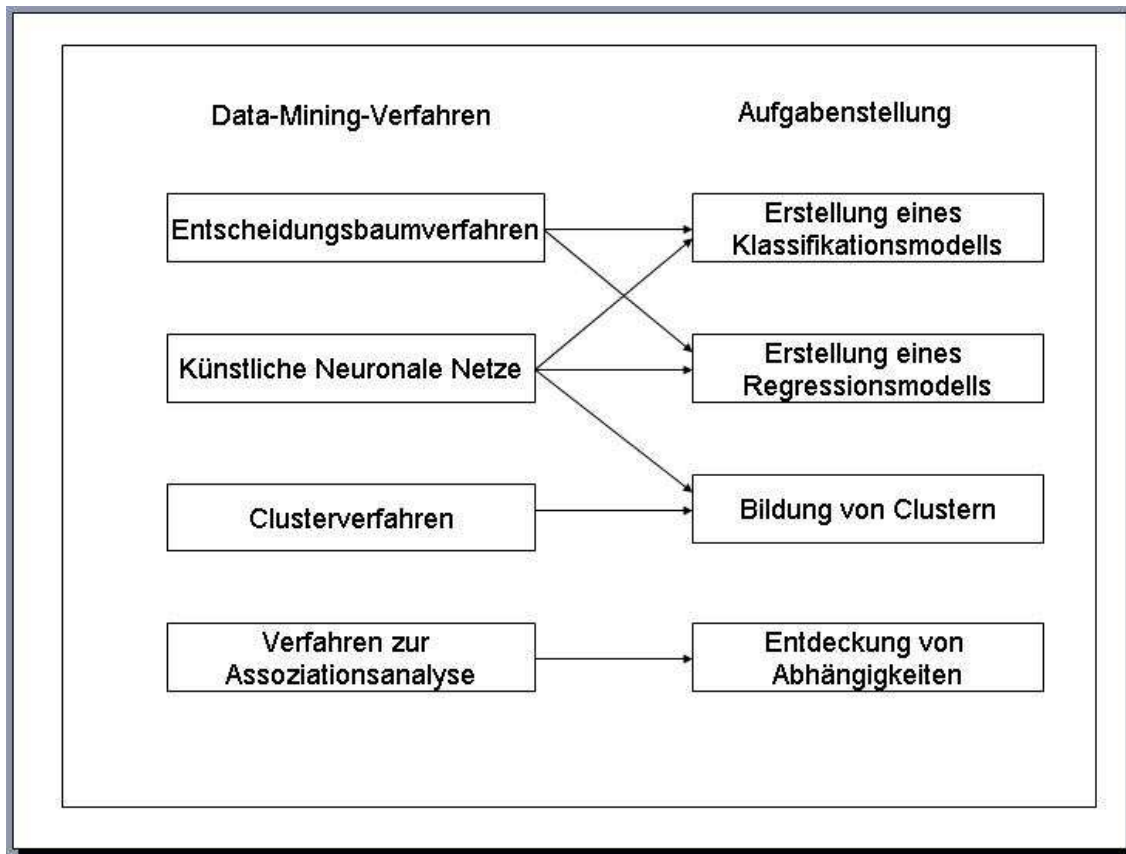 Data-Mining-Verfahren
Aufgabenstellung
Entscheidungsbaumverfahren
Erstellung eines
Klassifikationsmodells
Künstliche Neuronale Netze
Erstellung eines
Regressionsmodells
Clusterverfahren
Bildung von Clustern
Verfahren zur
Assoziationsanalyse
Entdeckung von
Abhängigkeiten